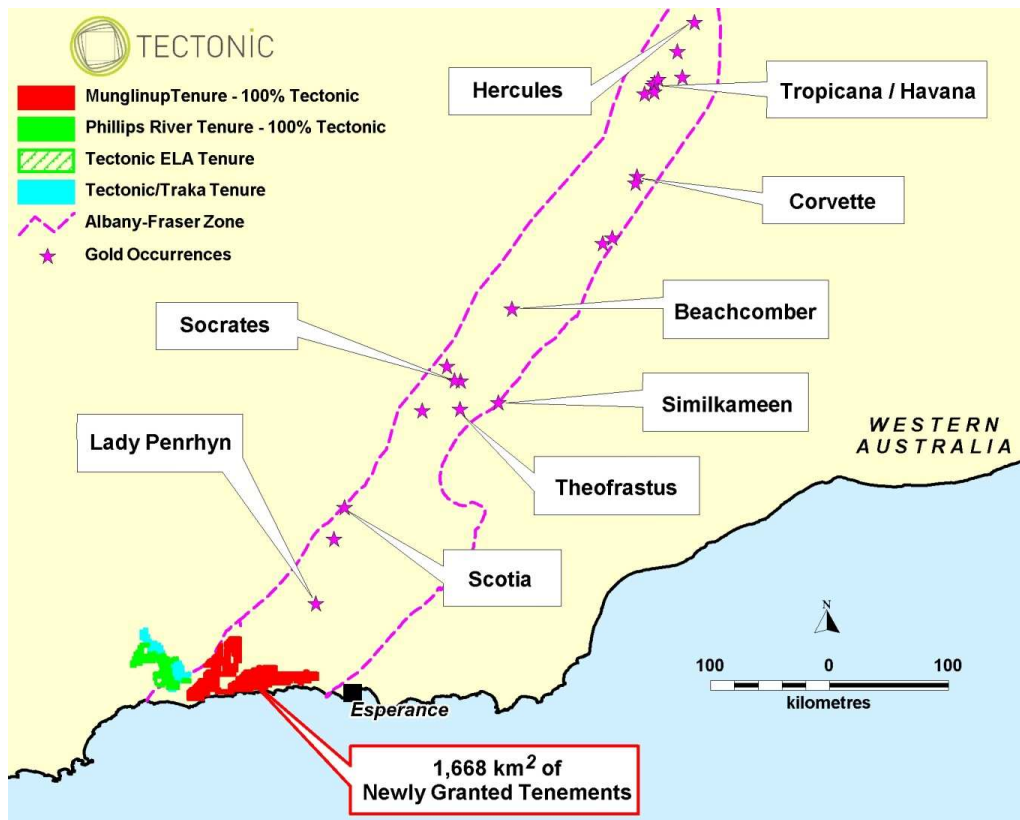 TECTONIC
MunglinupTenure - 100% Tectonic
Phillips River Tenure - 100% Tectonic
Tectonic ELA Tenure
Tectonic/Traka Tenure
Albany-Fraser Zone
Gold Occurrences
Hercules
Tropicana / Havana
Corvette
Beachcomber
Socrates
Similkameen
Lady Penrhyn
Theofrastus
Scotia
WESTERN
AUSTRALIA
N
100 0 100
kilometres
Esperance
1,668 km² of
Newly Granted Tenements